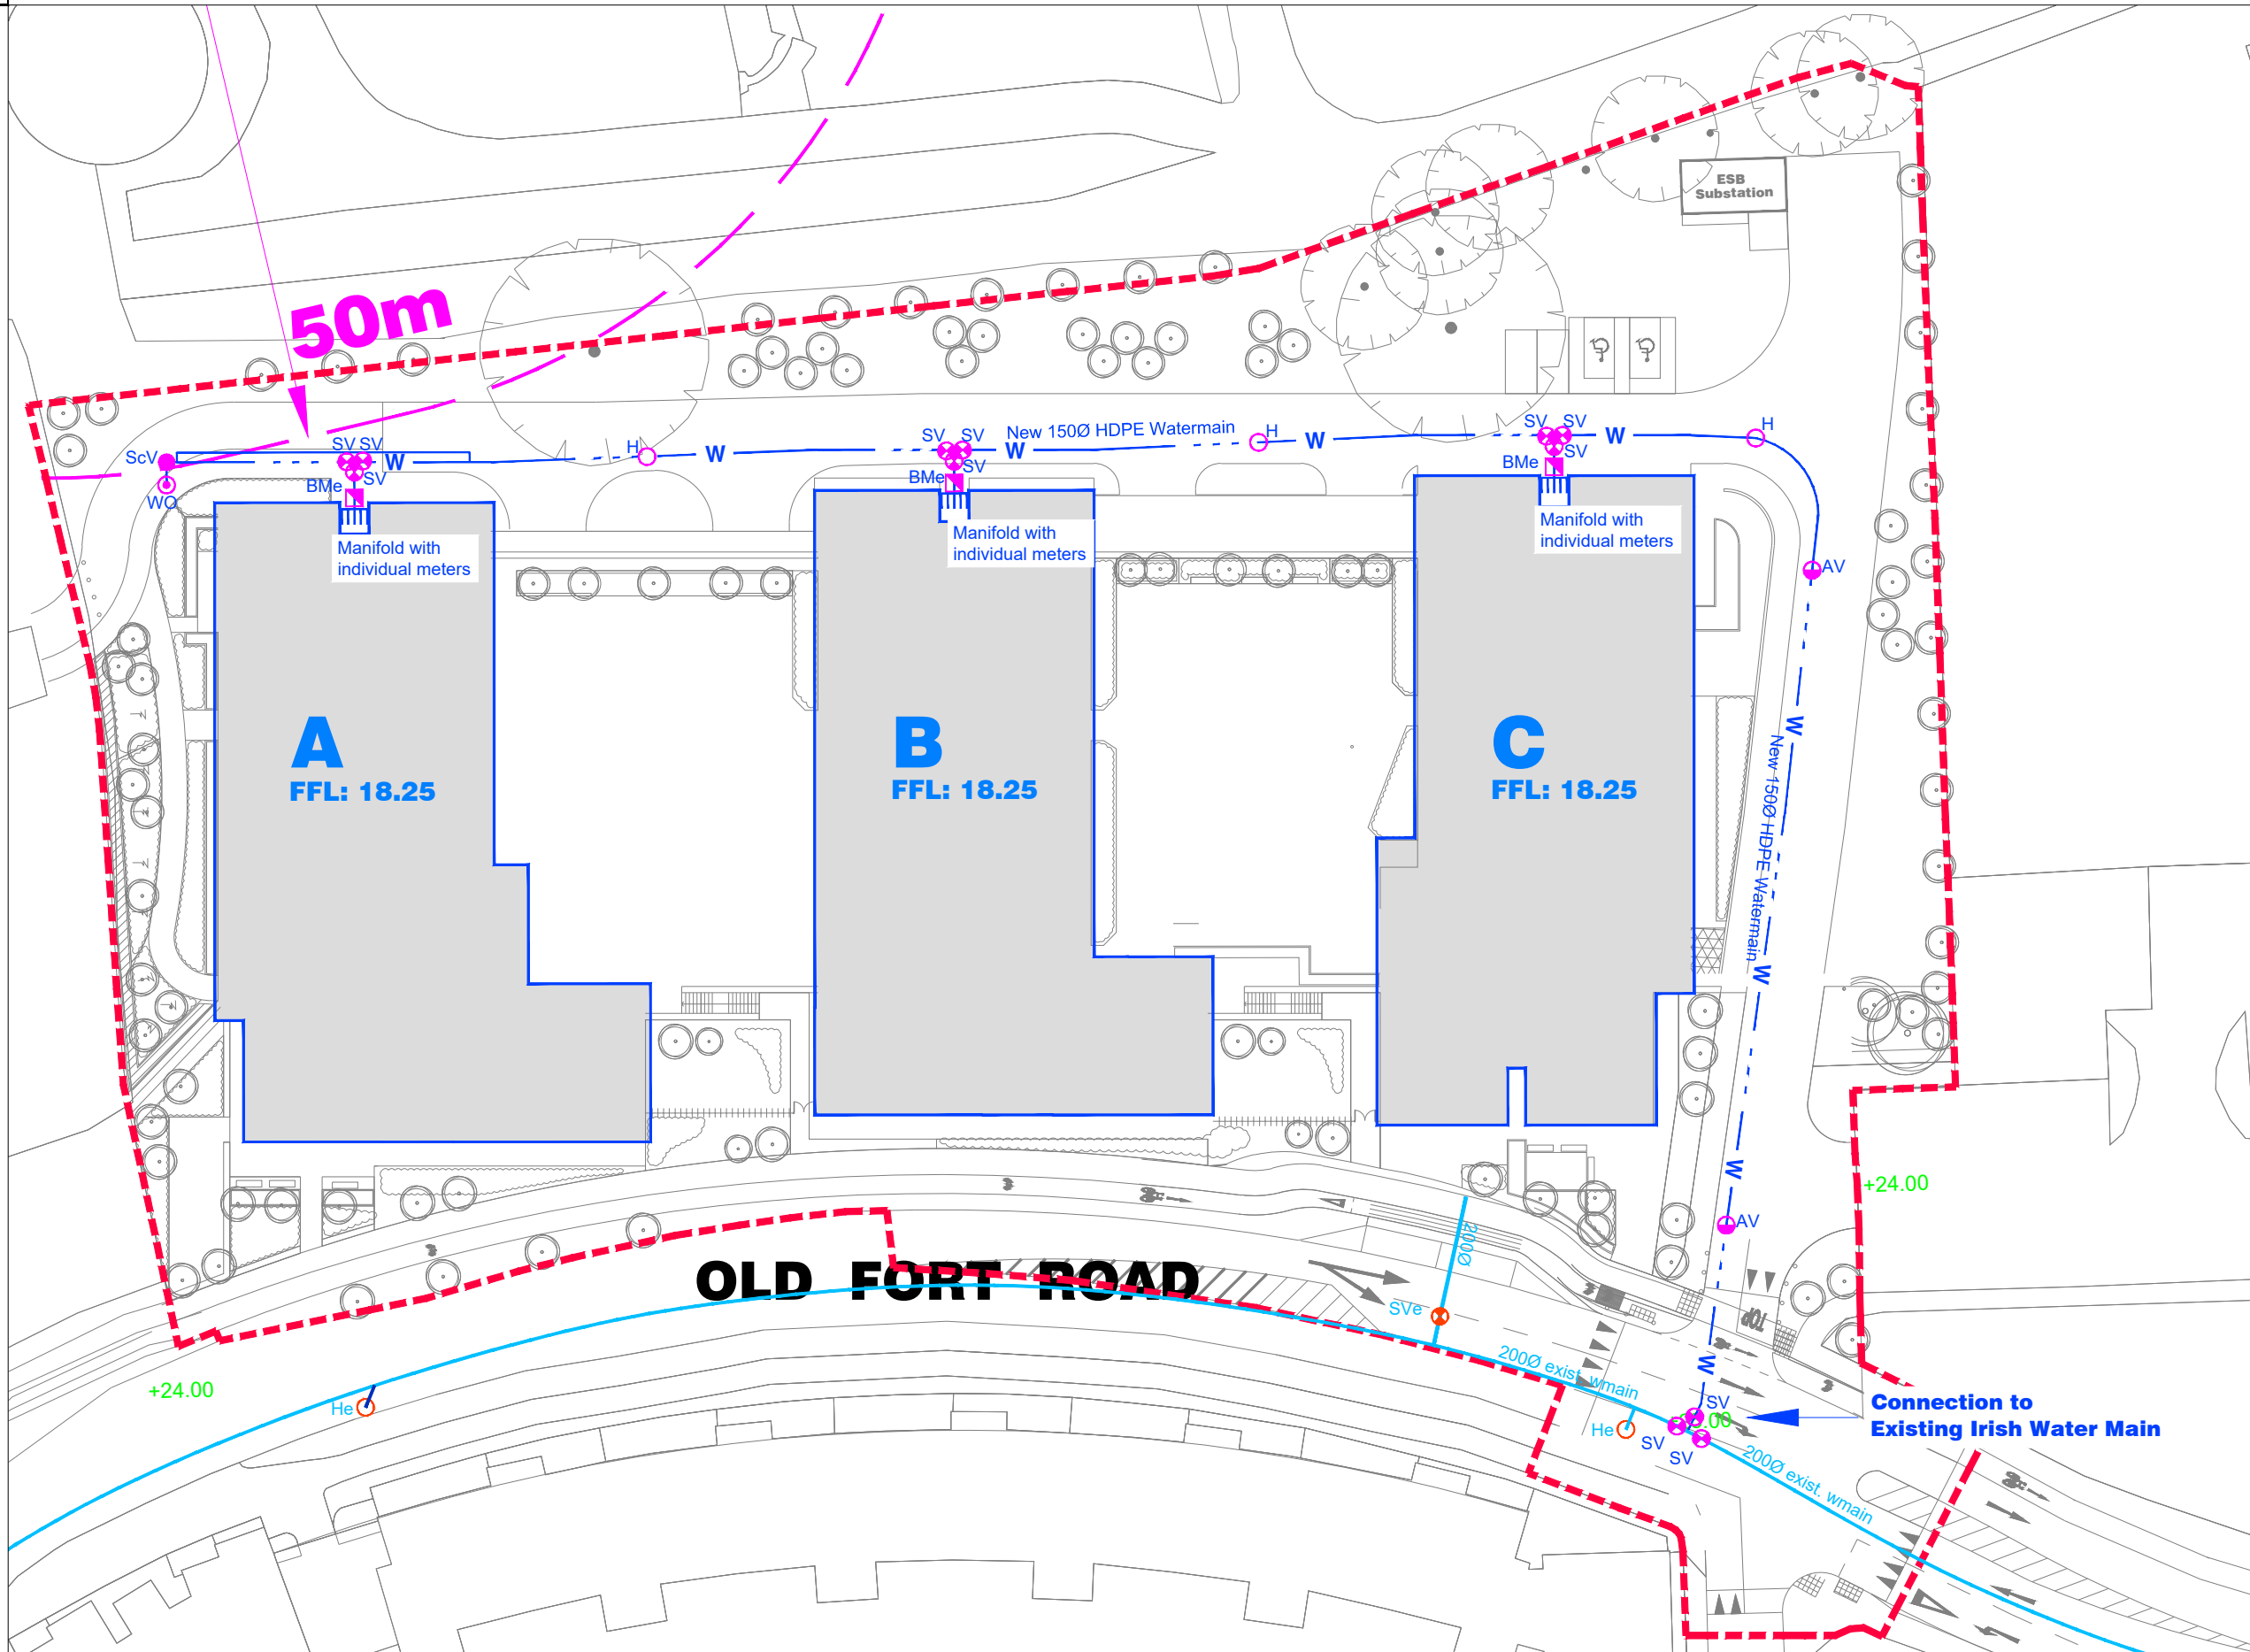 ESB
Substation
50m
ScV
WO
SV SV
SV
BMe
W
H
W
SV SV
SV
BMe
W
New 150Ø HDPE Watermain
H
W
SV SV
SV
BMe
W
H
Manifold with
individual meters
Manifold with
individual meters
Manifold with
individual meters
AV
A
FFL: 18.25
B
FFL: 18.25
C
FFL: 18.25
W
New 150Ø HDPE Watermain
W
W
+24.00
AV
OLD FORT ROAD
200Ø
SVe
STOP
W
200Ø exist. wmain
+24.00
He
He
SV
SV
SV
Connection to
Existing Irish Water Main
200Ø exist. wmain